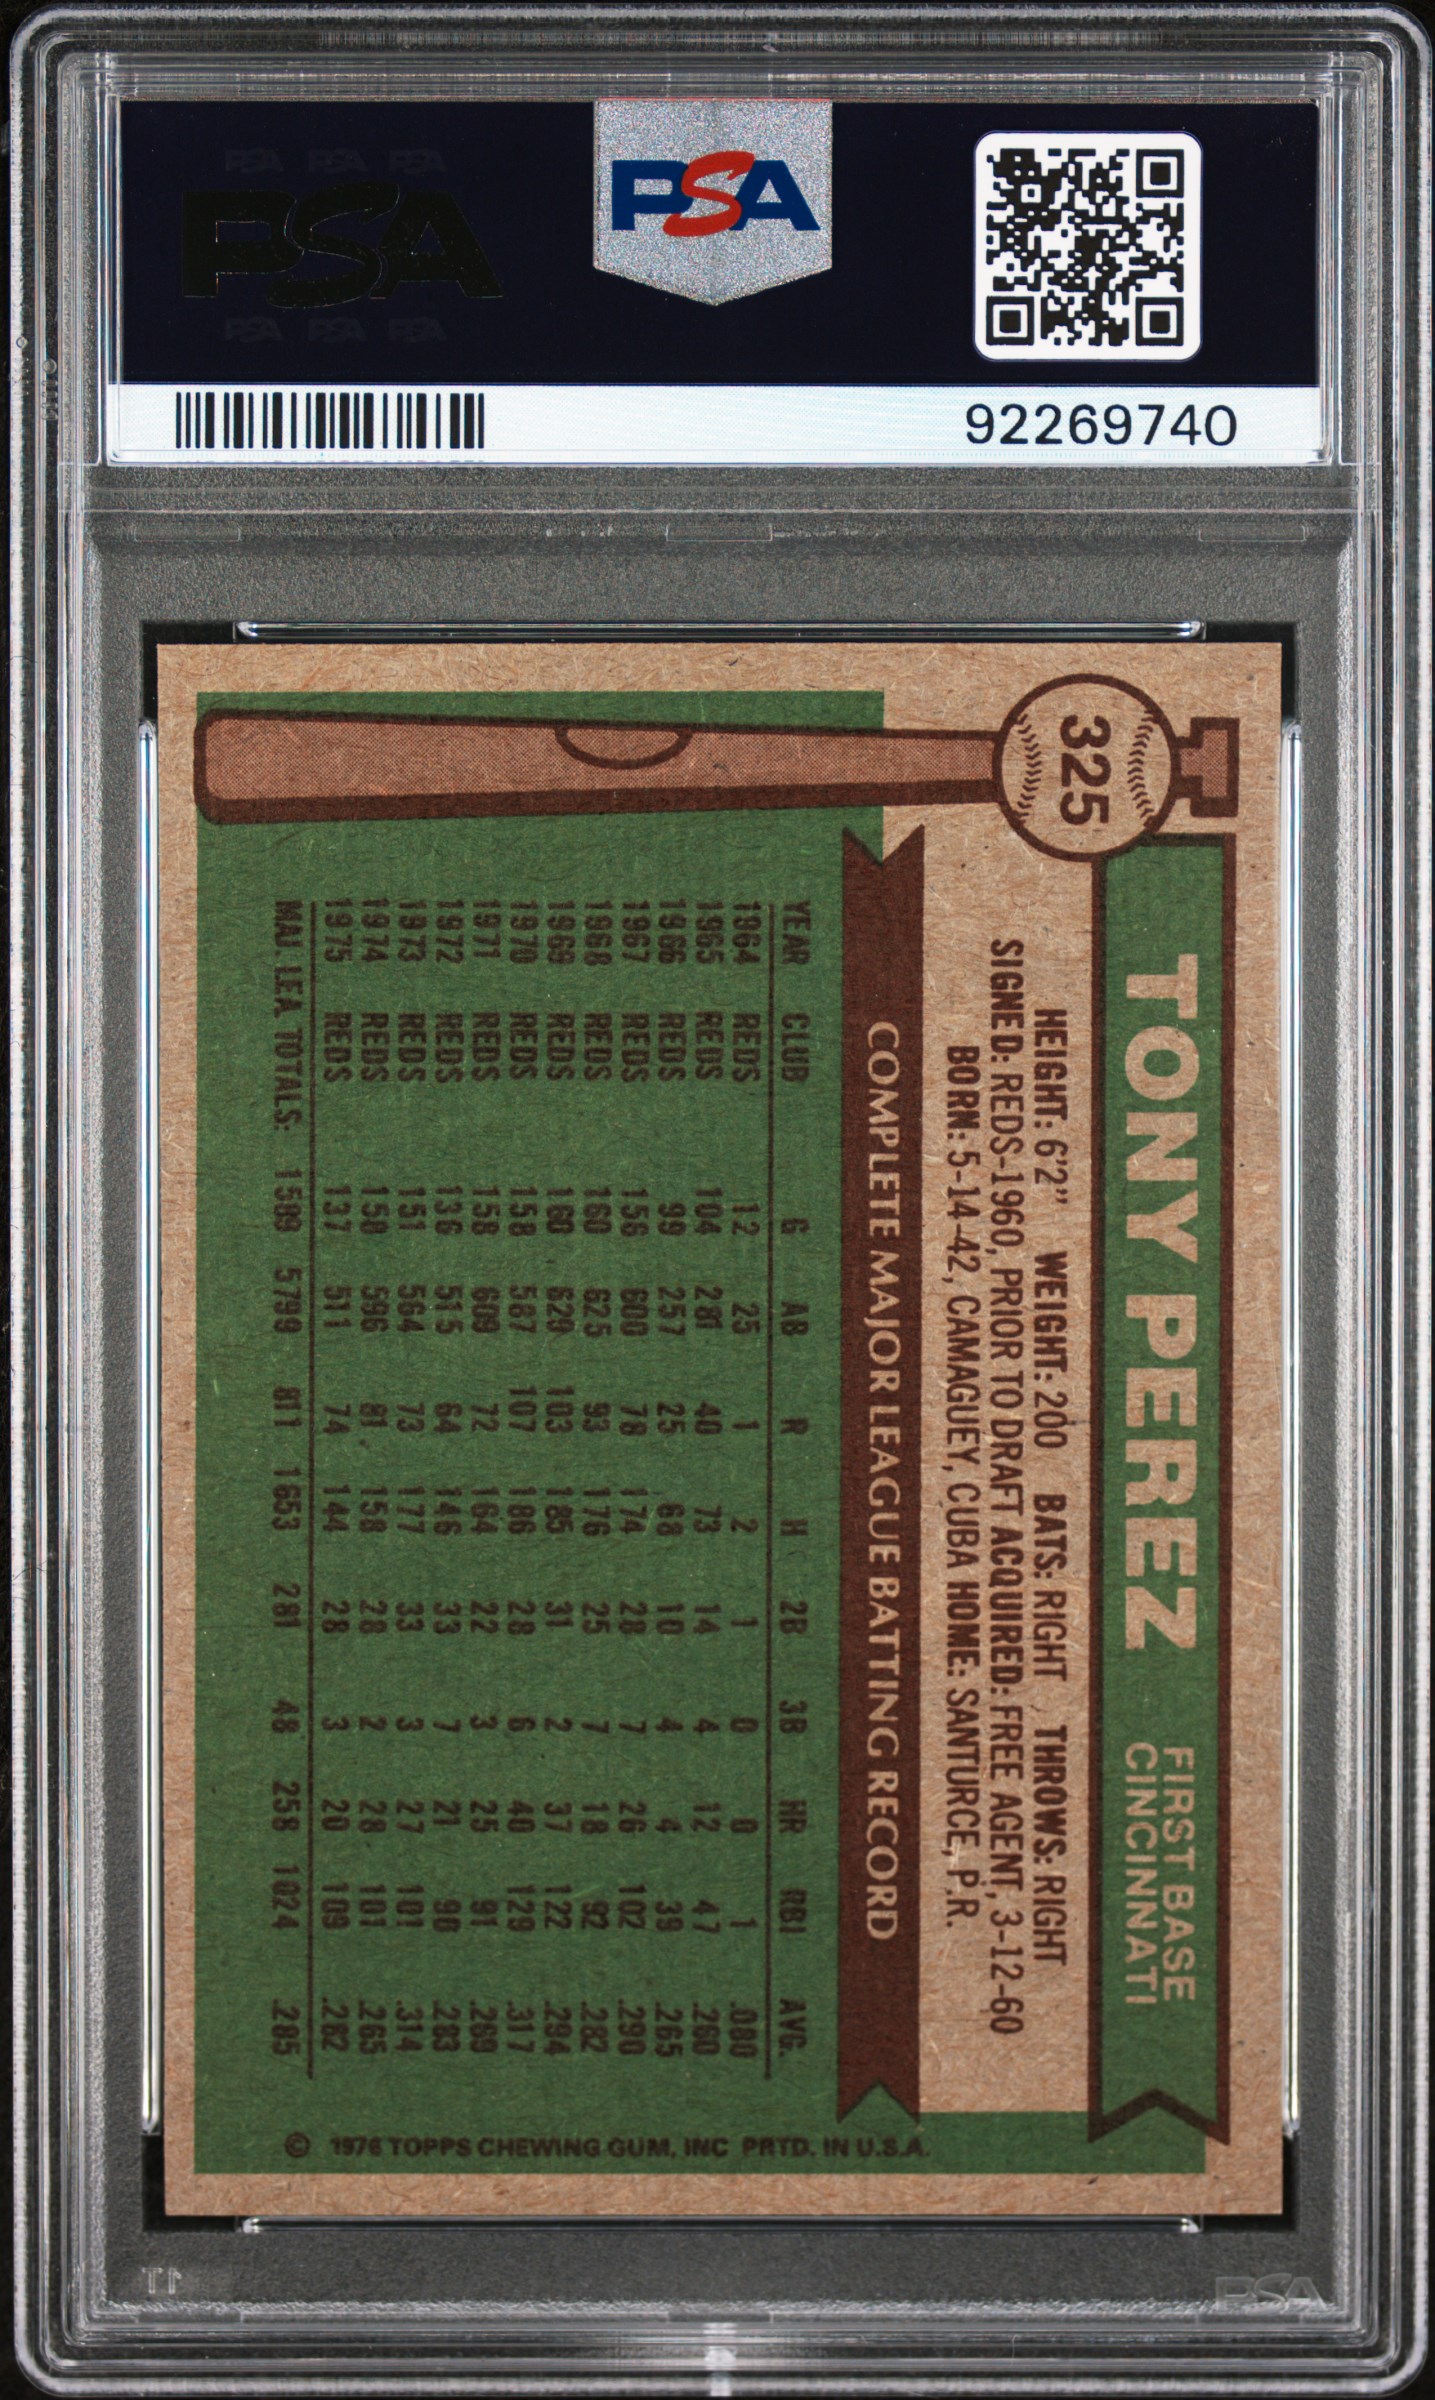 PSA PSA PSA
PSA
PSA PSA PSA
PSA
92269740
325
T
TONY PEREZ
FIRST BASE
CINCINNATI
HEIGHT: 6'2" WEIGHT: 200 BATS: RIGHT THROWS: RIGHT
SIGNED: REDS-1960, PRIOR TO DRAFT ACQUIRED: FREE AGENT, 3-12-60
BORN: 5-14-42, CAMAGUEY, CUBA HOME: SANTURCE, P.R.
COMPLETE MAJOR LEAGUE BATTING RECORD
YEAR CLUB G AB R H 2B 3B HR RBI AVG.
1964 REDS 12 25 1 2 1 0 0 1 .080
1965 REDS 104 281 40 73 14 4 12 47 .260
1966 REDS 99 257 25 68 10 4 4 39 .265
1967 REDS 156 600 78 174 28 7 26 102 .290
1968 REDS 160 625 93 176 25 7 18 92 .282
1969 REDS 160 629 103 185 31 2 37 122 .294
1970 REDS 158 587 107 186 28 6 40 129 .317
1971 REDS 158 609 72 164 22 3 25 91 .269
1972 REDS 136 515 64 146 33 7 21 90 .283
1973 REDS 151 564 73 177 33 3 27 101 .314
1974 REDS 158 596 81 158 28 2 28 101 .265
1975 REDS 137 511 74 144 28 3 20 109 .282
MAJ. LEA. TOTALS: 1589 5799 811 1653 281 48 258 1024 .285
© 1976 TOPPS CHEWING GUM, INC PRTD. IN U.S.A.
PSA